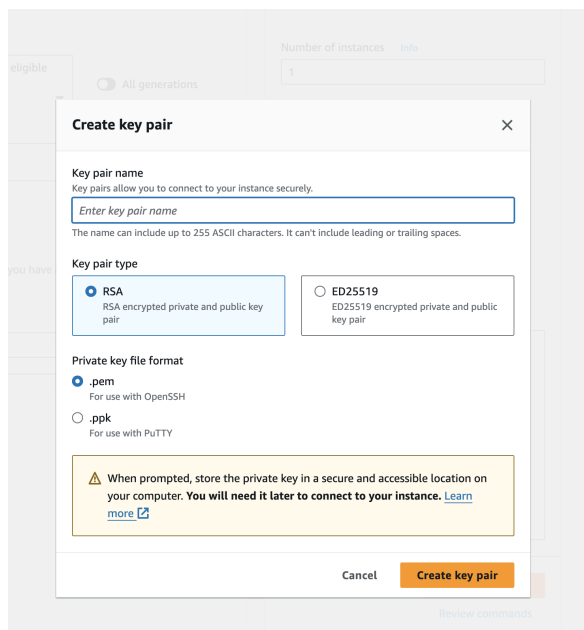 Number of instances Info
eligible
1
All generations
Create key pair
Key pair name
Key pairs allow you to connect to your instance securely.
Enter key pair name
The name can include up to 255 ASCII characters. It can't include leading or trailing spaces.
you have
Key pair type
RSA
RSA encrypted private and public key
pair
ED25519
ED25519 encrypted private and public
key pair
Private key file format
.pem
For use with OpenSSH
.ppk
For use with PuTTY
When prompted, store the private key in a secure and accessible location on
your computer. You will need it later to connect to your instance. Learn
more
Cancel
Create key pair
Review commands